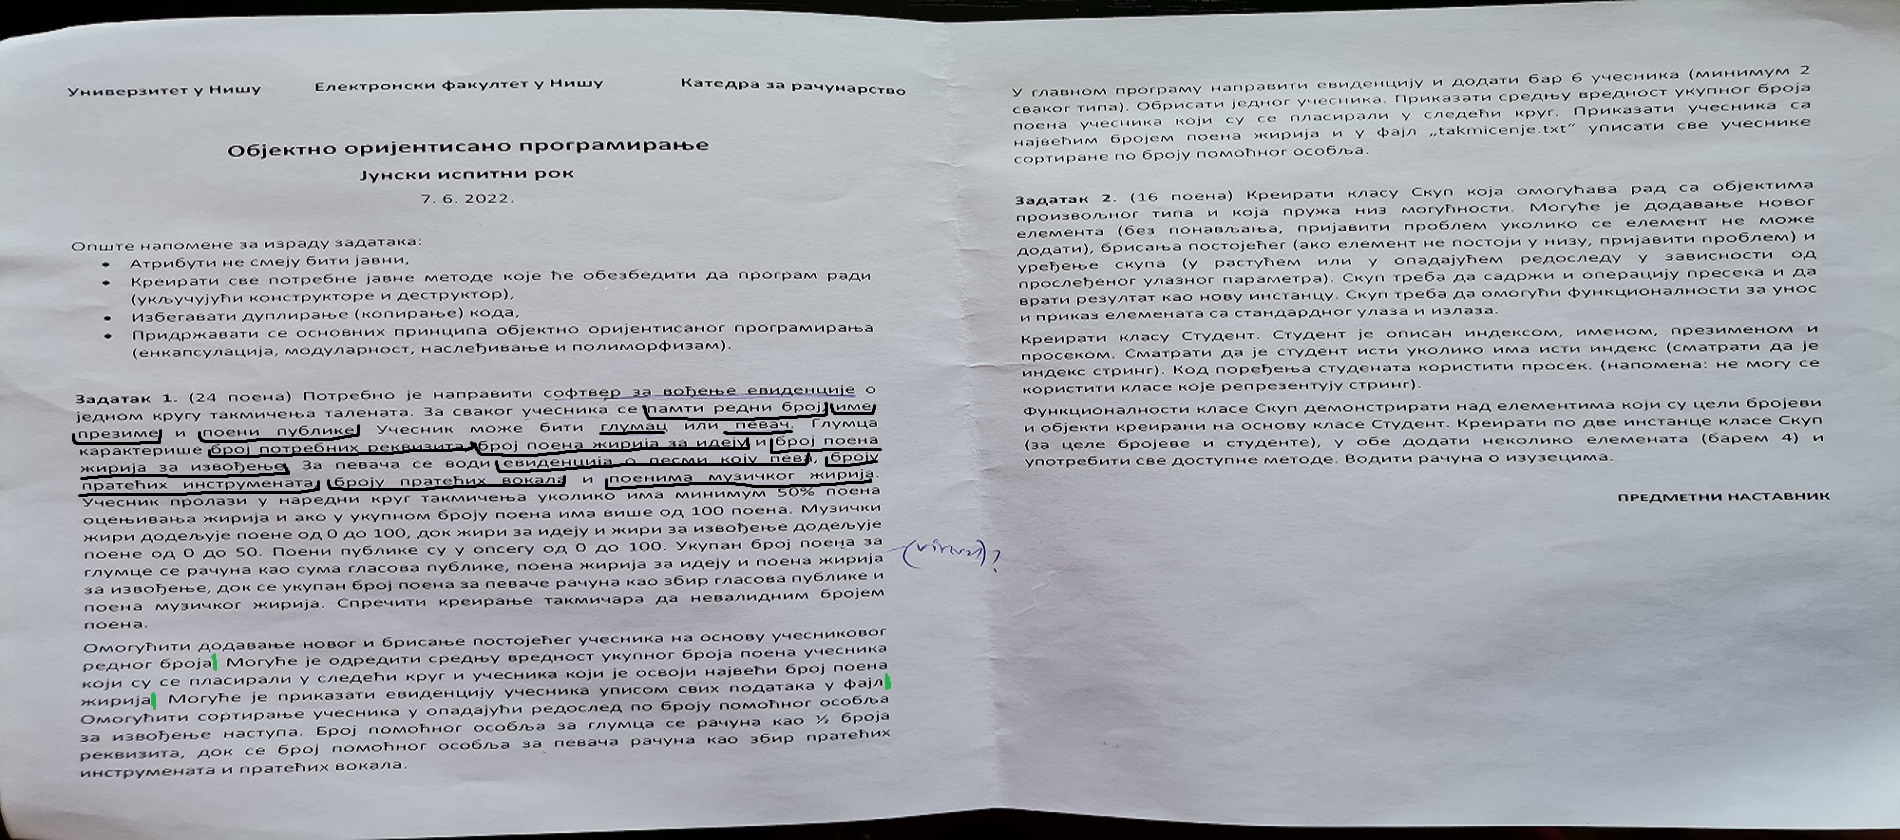 Универзитет у Нишу Електронски факултет у Нишу Катедра за рачунарство
Објектно оријентисано програмирање
Јунски испитни рок
7. 6. 2022.
Опште напомене за израду задатака:
• Атрибути не смеју бити јавни,
• Креирати све потребне јавне методе које ће обезбедити да програм ради
(укључујући конструкторе и деструктор),
• Избегавати дуплирање (копирање) кода,
• Придржавати се основних принципа објектно оријентисаног програмирања
(енкапсулација, модуларност, наслеђивање и полиморфизам).
Задатак 1. (24 поена) Потребно је направити софтвер за вођење евиденције о
једном кругу такмичења талената. За сваког учесника се памти редни број, име,
презиме и поени публике. Учесник може бити глумац или певач. Глумца
карактерише број потребних реквизита, број поена жирија за идеју и број поена
жирија за извођење. За певача се води евиденција о песми коју пева, броју
пратећих инструмената, броју пратећих вокала и поенима музичког жирија.
Учесник пролази у наредни круг такмичења уколико има минимум 50% поена
оцењивања жирија и ако у укупном броју поена има више од 100 поена. Музички
жири додељује поене од 0 до 100, док жири за идеју и жири за извођење додељује
поене од 0 до 50. Поени публике су у опсегу од 0 до 100. Укупан број поена за
глумце се рачуна као сума гласова публике, поена жирија за идеју и поена жирија
за извођење, док се укупан број поена за певаче рачуна као збир гласова публике и
поена музичког жирија. Спречити креирање такмичара да невалидним бројем
поена.
Омогућити додавање новог и брисање постојећег учесника на основу учесниковог
редног броја. Могуће је одредити средњу вредност укупног броја поена учесника
који су се пласирали у следећи круг и учесника који је освоји највећи број поена
жирија. Могуће је приказати евиденцију учесника уписом свих података у фајл.
Омогућити сортирање учесника у опадајући редослед по броју помоћног особља
за извођење наступа. Број помоћног особља за глумца се рачуна као ½ броја
реквизита, док се број помоћног особља за певача рачуна као збир пратећих
инструмената и пратећих вокала.
У главном програму направити евиденцију и додати бар 6 учесника (минимум 2
сваког типа). Обрисати једног учесника. Приказати средњу вредност укупног броја
поена учесника који су се пласирали у следећи круг. Приказати учесника са
највећим бројем поена жирија и у фајл „takmicenje.txt“ уписати све учеснике
сортиране по броју помоћног особља.
Задатак 2. (16 поена) Креирати класу Скуп која омогућава рад са објектима
произвољног типа и која пружа низ могућности. Могуће је додавање новог
елемента (без понављања, пријавити проблем уколико се елемент не може
додати), брисања постојећег (ако елемент не постоји у низу, пријавити проблем) и
уређење скупа (у растућем или у опадајућем редоследу у зависности од
прослеђеног улазног параметра). Скуп треба да садржи и операцију пресека и да
врати резултат као нову инстанцу. Скуп треба да омогући функционалности за унос
и приказ елемената са стандардног улаза и излаза.
Креирати класу Студент. Студент је описан индексом, именом, презименом и
просеком. Сматрати да је студент исти уколико има исти индекс (сматрати да је
индекс стринг). Код поређења студената користити просек. (напомена: не могу се
користити класе које репрезентују стринг).
Функционалности класе Скуп демонстрирати над елементима који су цели бројеви
и објекти креирани на основу класе Студент. Креирати по две инстанце класе Скуп
(за целе бројеве и студенте), у обе додати неколико елемената (барем 4) и
употребити све доступне методе. Водити рачуна о изузецима.
ПРЕДМЕТНИ НАСТАВНИК